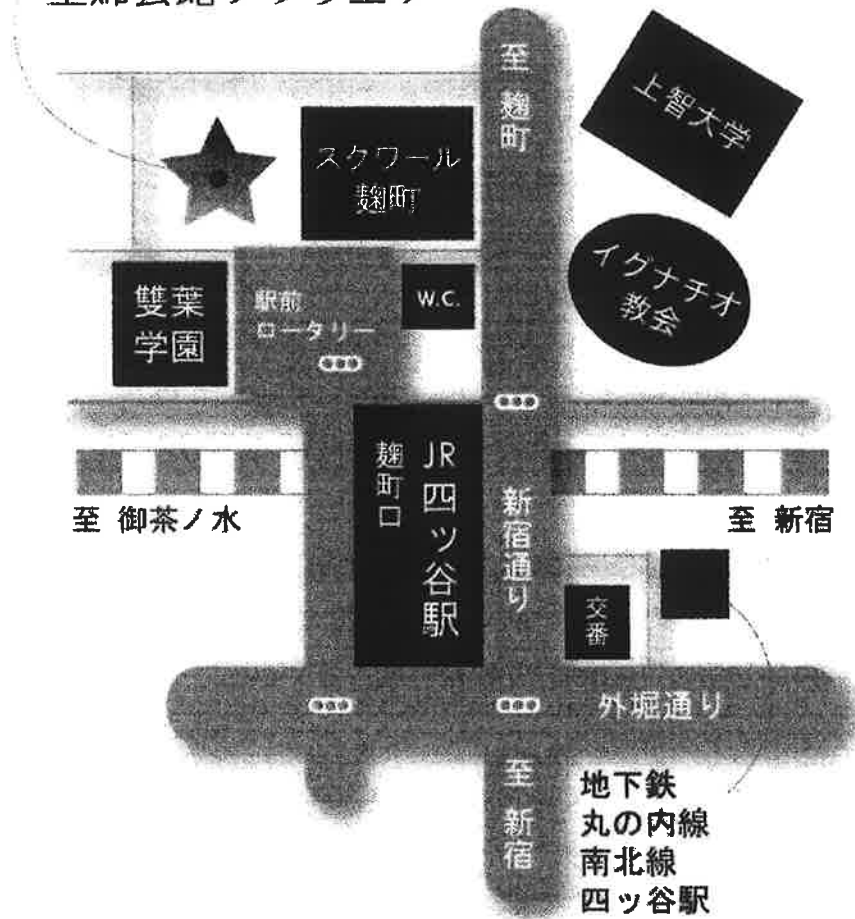 至 麹町
上智大学
スクワール
麹町
イグナチオ
教会
雙葉
学園
駅前
ロータリー
W.C.
麹町口
JR四ツ谷駅
新宿通り
至 御茶ノ水
至 新宿
交番
外堀通り
至 新宿
地下鉄
丸の内線
南北線
四ッ谷駅